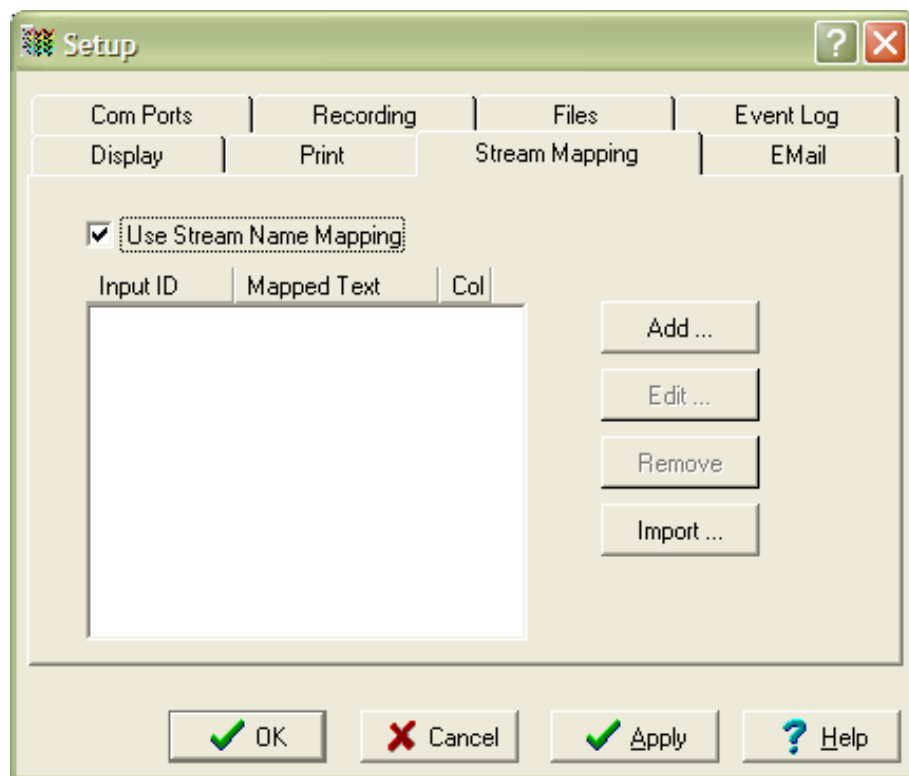 Setup
Com Ports Recording Files Event Log
Display Print Stream Mapping EMail
Use Stream Name Mapping
Input ID Mapped Text Col
Add ...
Edit ...
Remove
Import ...
OK Cancel Apply Help